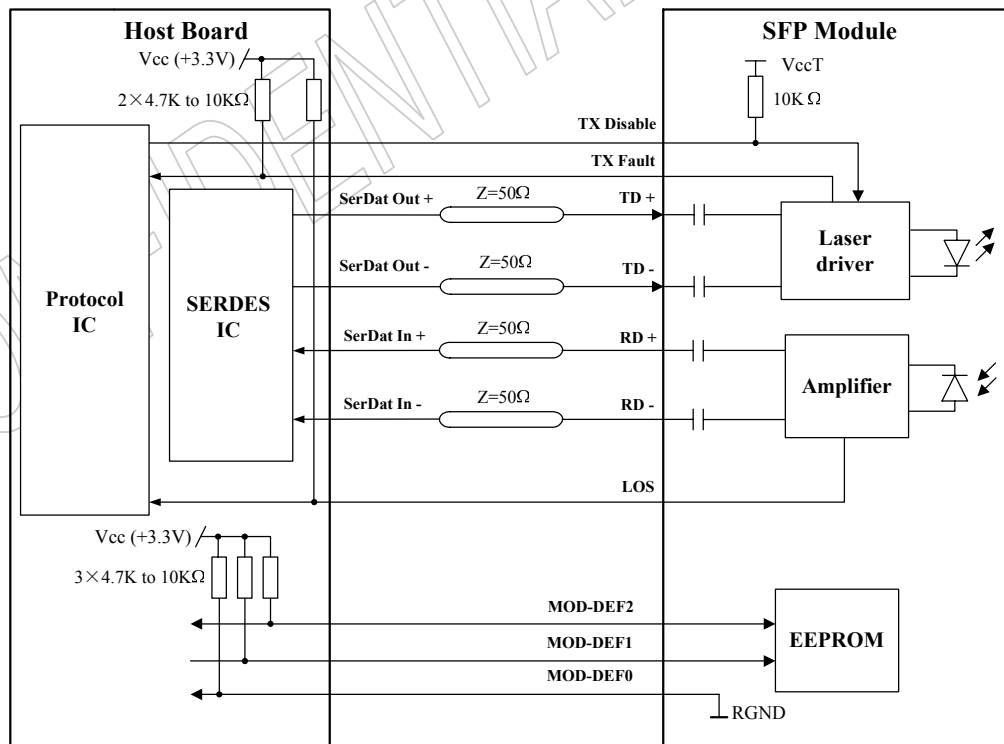 Host Board
SFP Module
Vcc (+3.3V)
VccT
2×4.7K to 10KΩ
10K Ω
TX Disable
TX Fault
SerDat Out +
Z=50Ω
TD +
Laser
driver
SerDat Out -
Z=50Ω
TD -
Protocol
IC
SERDES
IC
SerDat In +
Z=50Ω
RD +
Amplifier
SerDat In -
Z=50Ω
RD -
LOS
Vcc (+3.3V)
3×4.7K to 10KΩ
MOD-DEF2
MOD-DEF1
MOD-DEF0
EEPROM
RGND